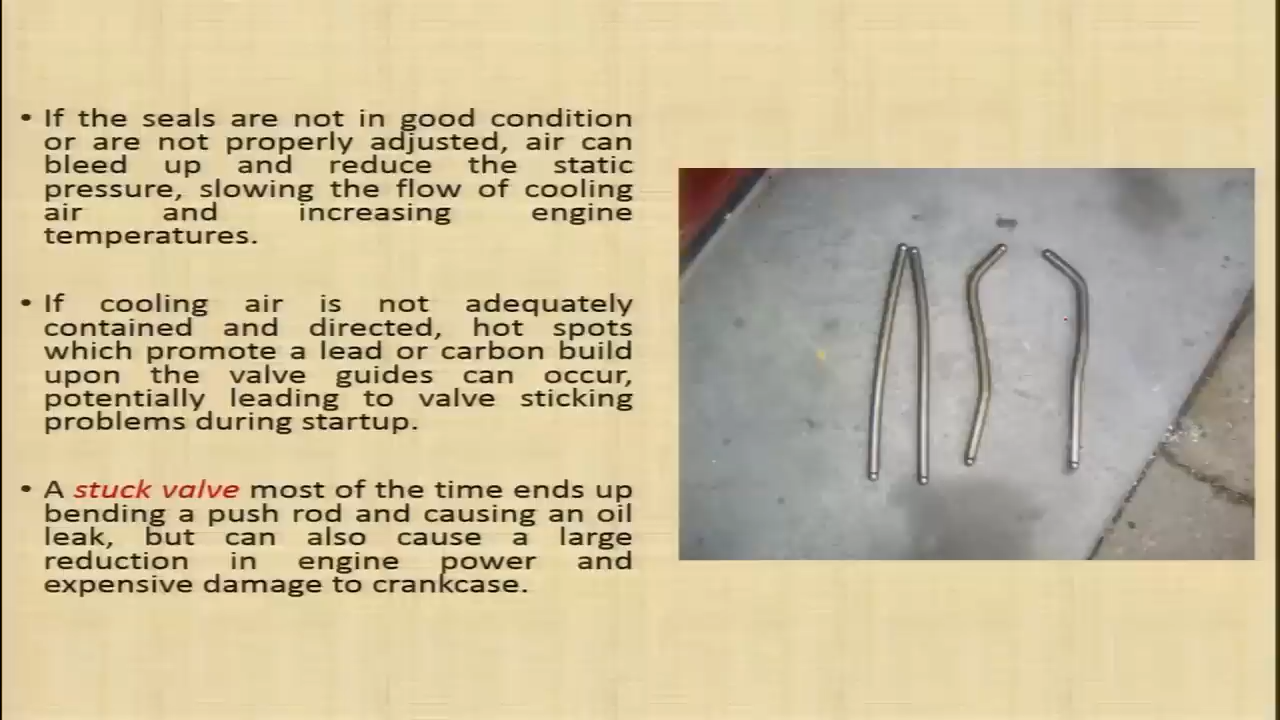 • If the seals are not in good condition
or are not properly adjusted, air can
bleed up and reduce the static
pressure, slowing the flow of cooling
air and increasing engine
temperatures.
• If cooling air is not adequately
contained and directed, hot spots
which promote a lead or carbon build
upon the valve guides can occur,
potentially leading to valve sticking
problems during startup.
• A stuck valve most of the time ends up
bending a push rod and causing an oil
leak, but can also cause a large
reduction in engine power and
expensive damage to crankcase.